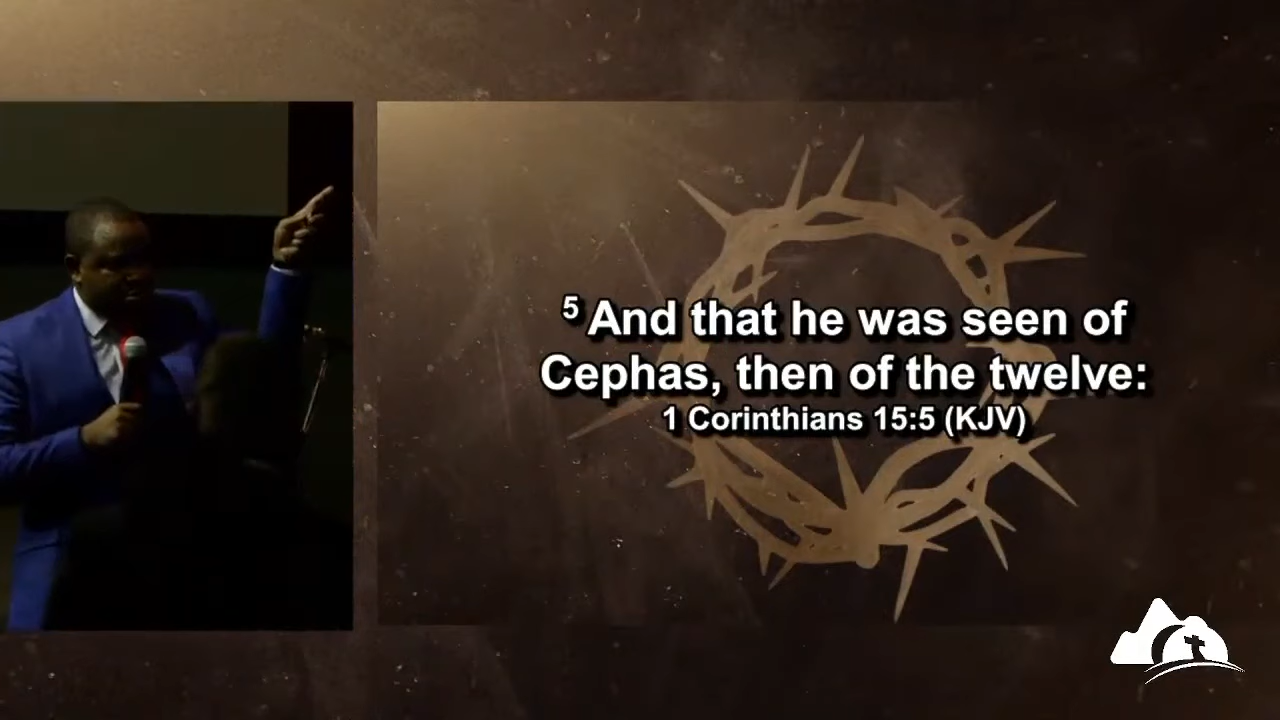 5 And that he was seen of
Cephas, then of the twelve:
1 Corinthians 15:5 (KJV)